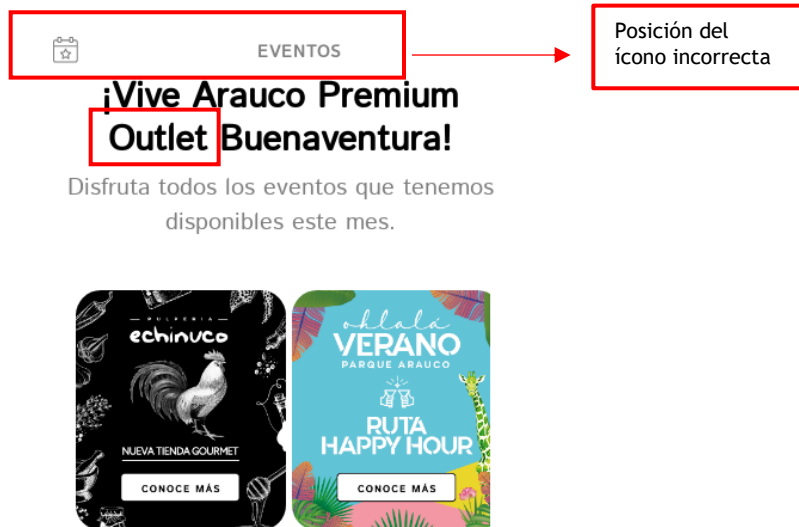 EVENTOS
Posición del
ícono incorrecta
¡Vive Arauco Premium
Outlet Buenaventura!
Disfruta todos los eventos que tenemos
disponibles este mes.
PULPERIA
echinuco
NUEVA TIENDA GOURMET
CONOCE MÁS
ohlalá
VERANO
PARQUE ARAUCO
RUTA
HAPPY HOUR
CONOCE MÁS